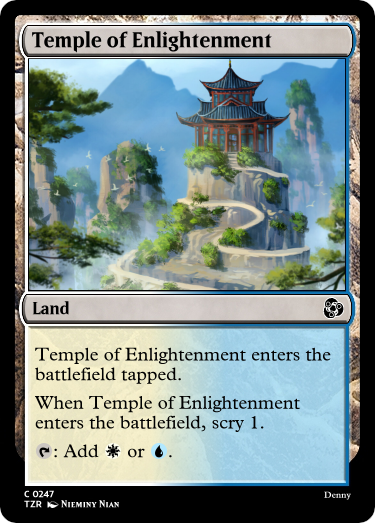 Temple of Enlightenment
Land
Temple of Enlightenment enters the
battlefield tapped.
When Temple of Enlightenment
enters the battlefield, scry 1.
: Add or .
C 0247
Denny
TZR Nieminy Nian